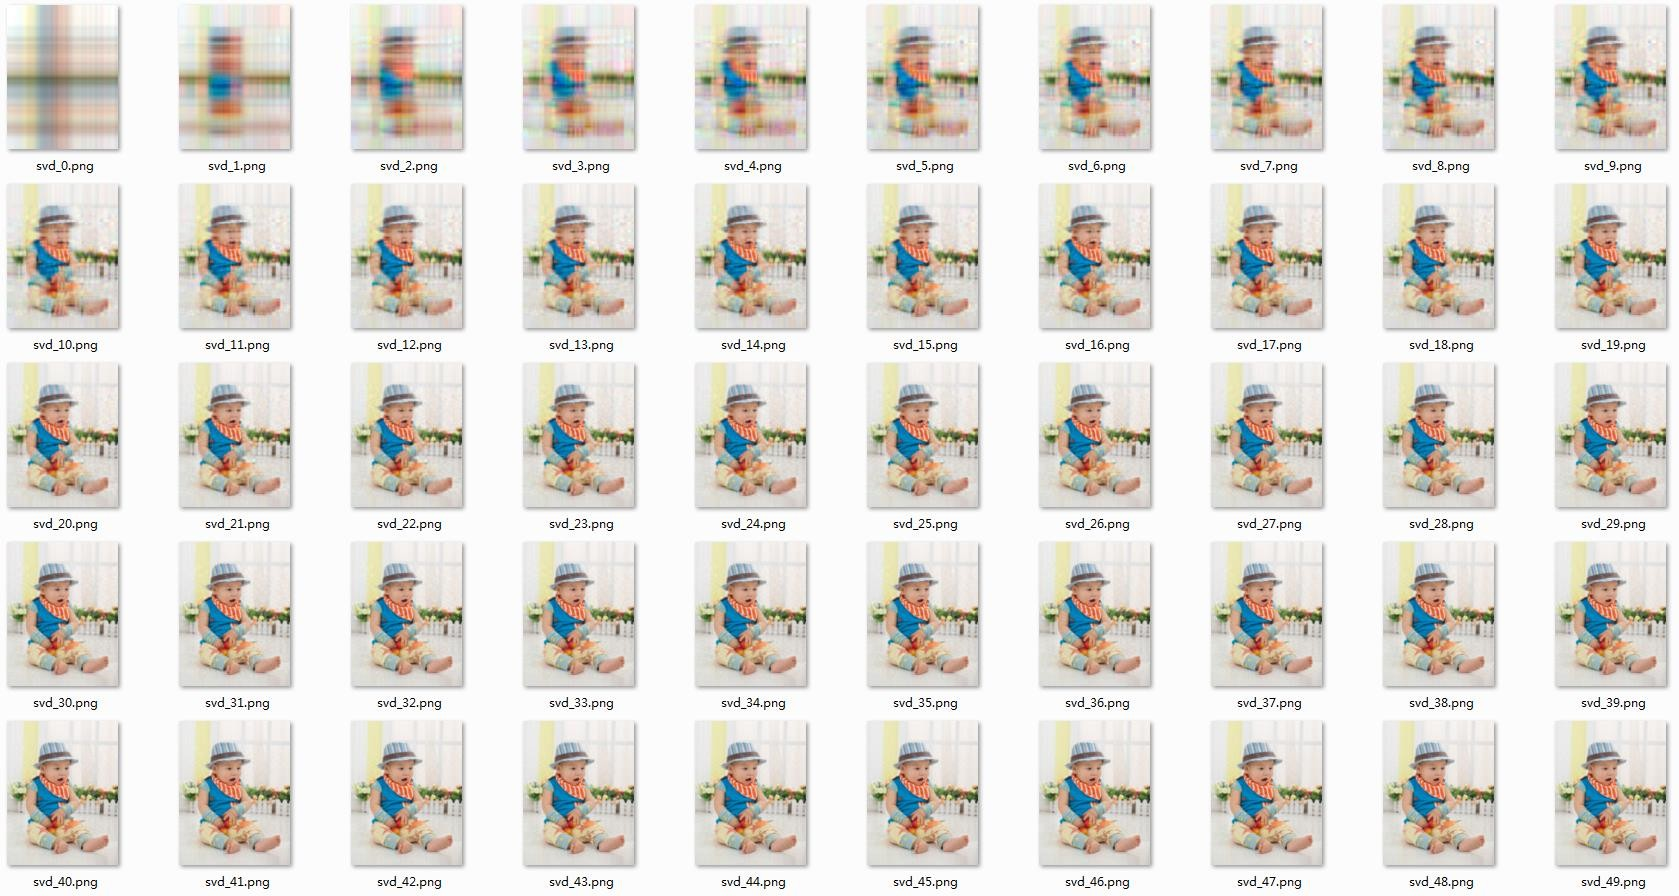 svd_0.png svd_1.png svd_2.png svd_3.png svd_4.png svd_5.png svd_6.png svd_7.png svd_8.png svd_9.png
svd_10.png svd_11.png svd_12.png svd_13.png svd_14.png svd_15.png svd_16.png svd_17.png svd_18.png svd_19.png
svd_20.png svd_21.png svd_22.png svd_23.png svd_24.png svd_25.png svd_26.png svd_27.png svd_28.png svd_29.png
svd_30.png svd_31.png svd_32.png svd_33.png svd_34.png svd_35.png svd_36.png svd_37.png svd_38.png svd_39.png
svd_40.png svd_41.png svd_42.png svd_43.png svd_44.png svd_45.png svd_46.png svd_47.png svd_48.png svd_49.png